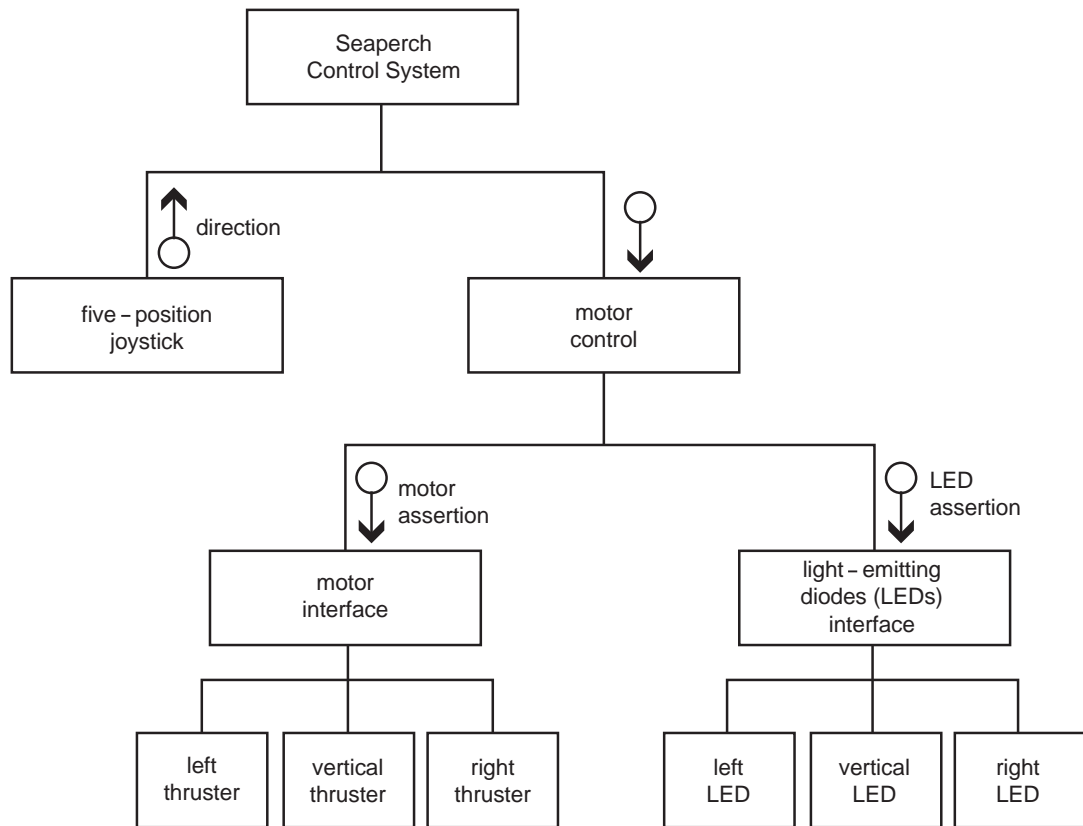 Seaperch
Control System
direction
five – position
joystick
motor
control
motor
assertion
LED
assertion
motor
interface
light – emitting
diodes (LEDs)
interface
left
thruster
vertical
thruster
right
thruster
left
LED
vertical
LED
right
LED